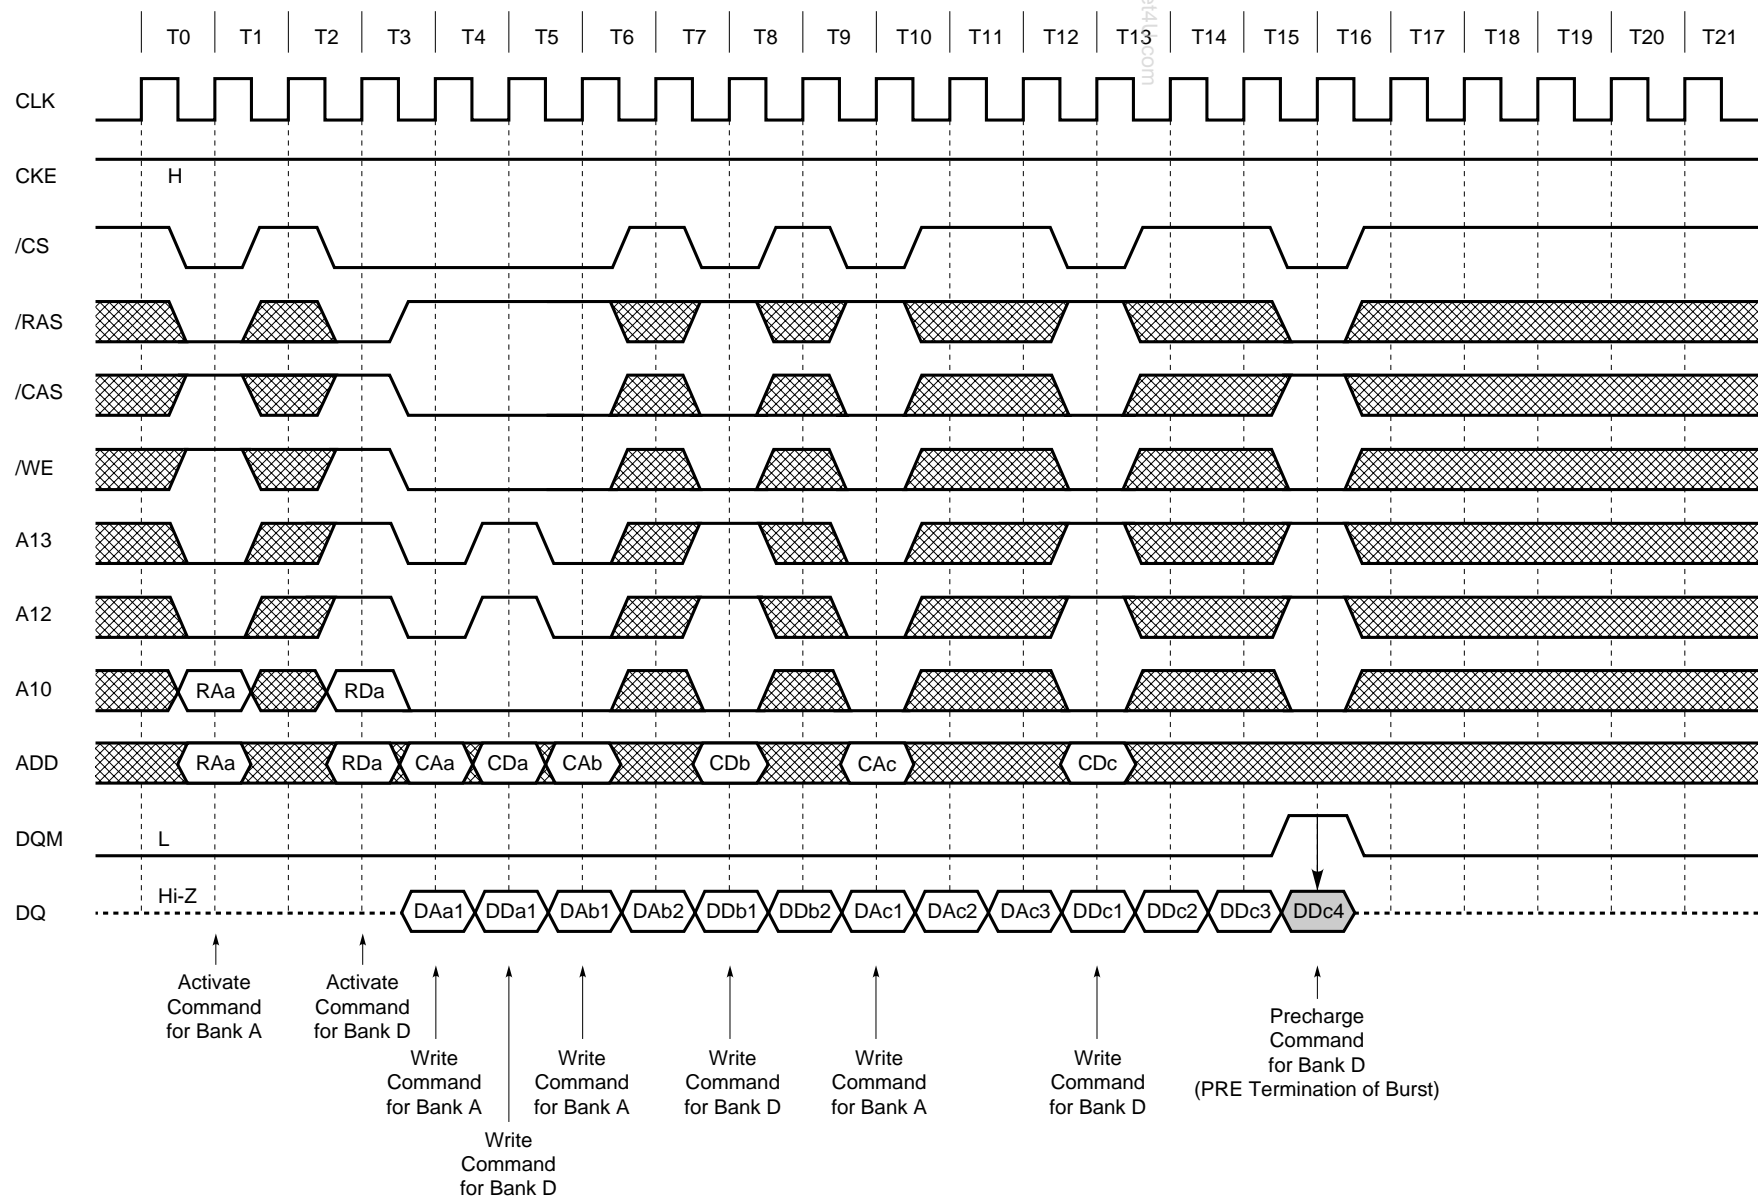 T0 T1 T2 T3 T4 T5 T6 T7 T8 T9 T10 T11 T12 T13 T14 T15 T16 T17 T18 T19 T20 T21
et4U.com
CLK
CKE H
/CS
/RAS
/CAS
/WE
A13
A12
A10 RAa RDa
ADD RAa RDa CAa CDa CAb CDb CAc CDc
DQM L
Hi-Z
DQ DAa1 DDa1 DAb1 DAb2 DDb1 DDb2 DAc1 DAc2 DAc3 DDc1 DDc2 DDc3 DDc4
Activate
Command
for Bank A
Activate
Command
for Bank D
Write
Command
for Bank A
Write
Command
for Bank D
Write
Command
for Bank A
Write
Command
for Bank D
Write
Command
for Bank A
Write
Command
for Bank D
Precharge
Command
for Bank D
(PRE Termination of Burst)